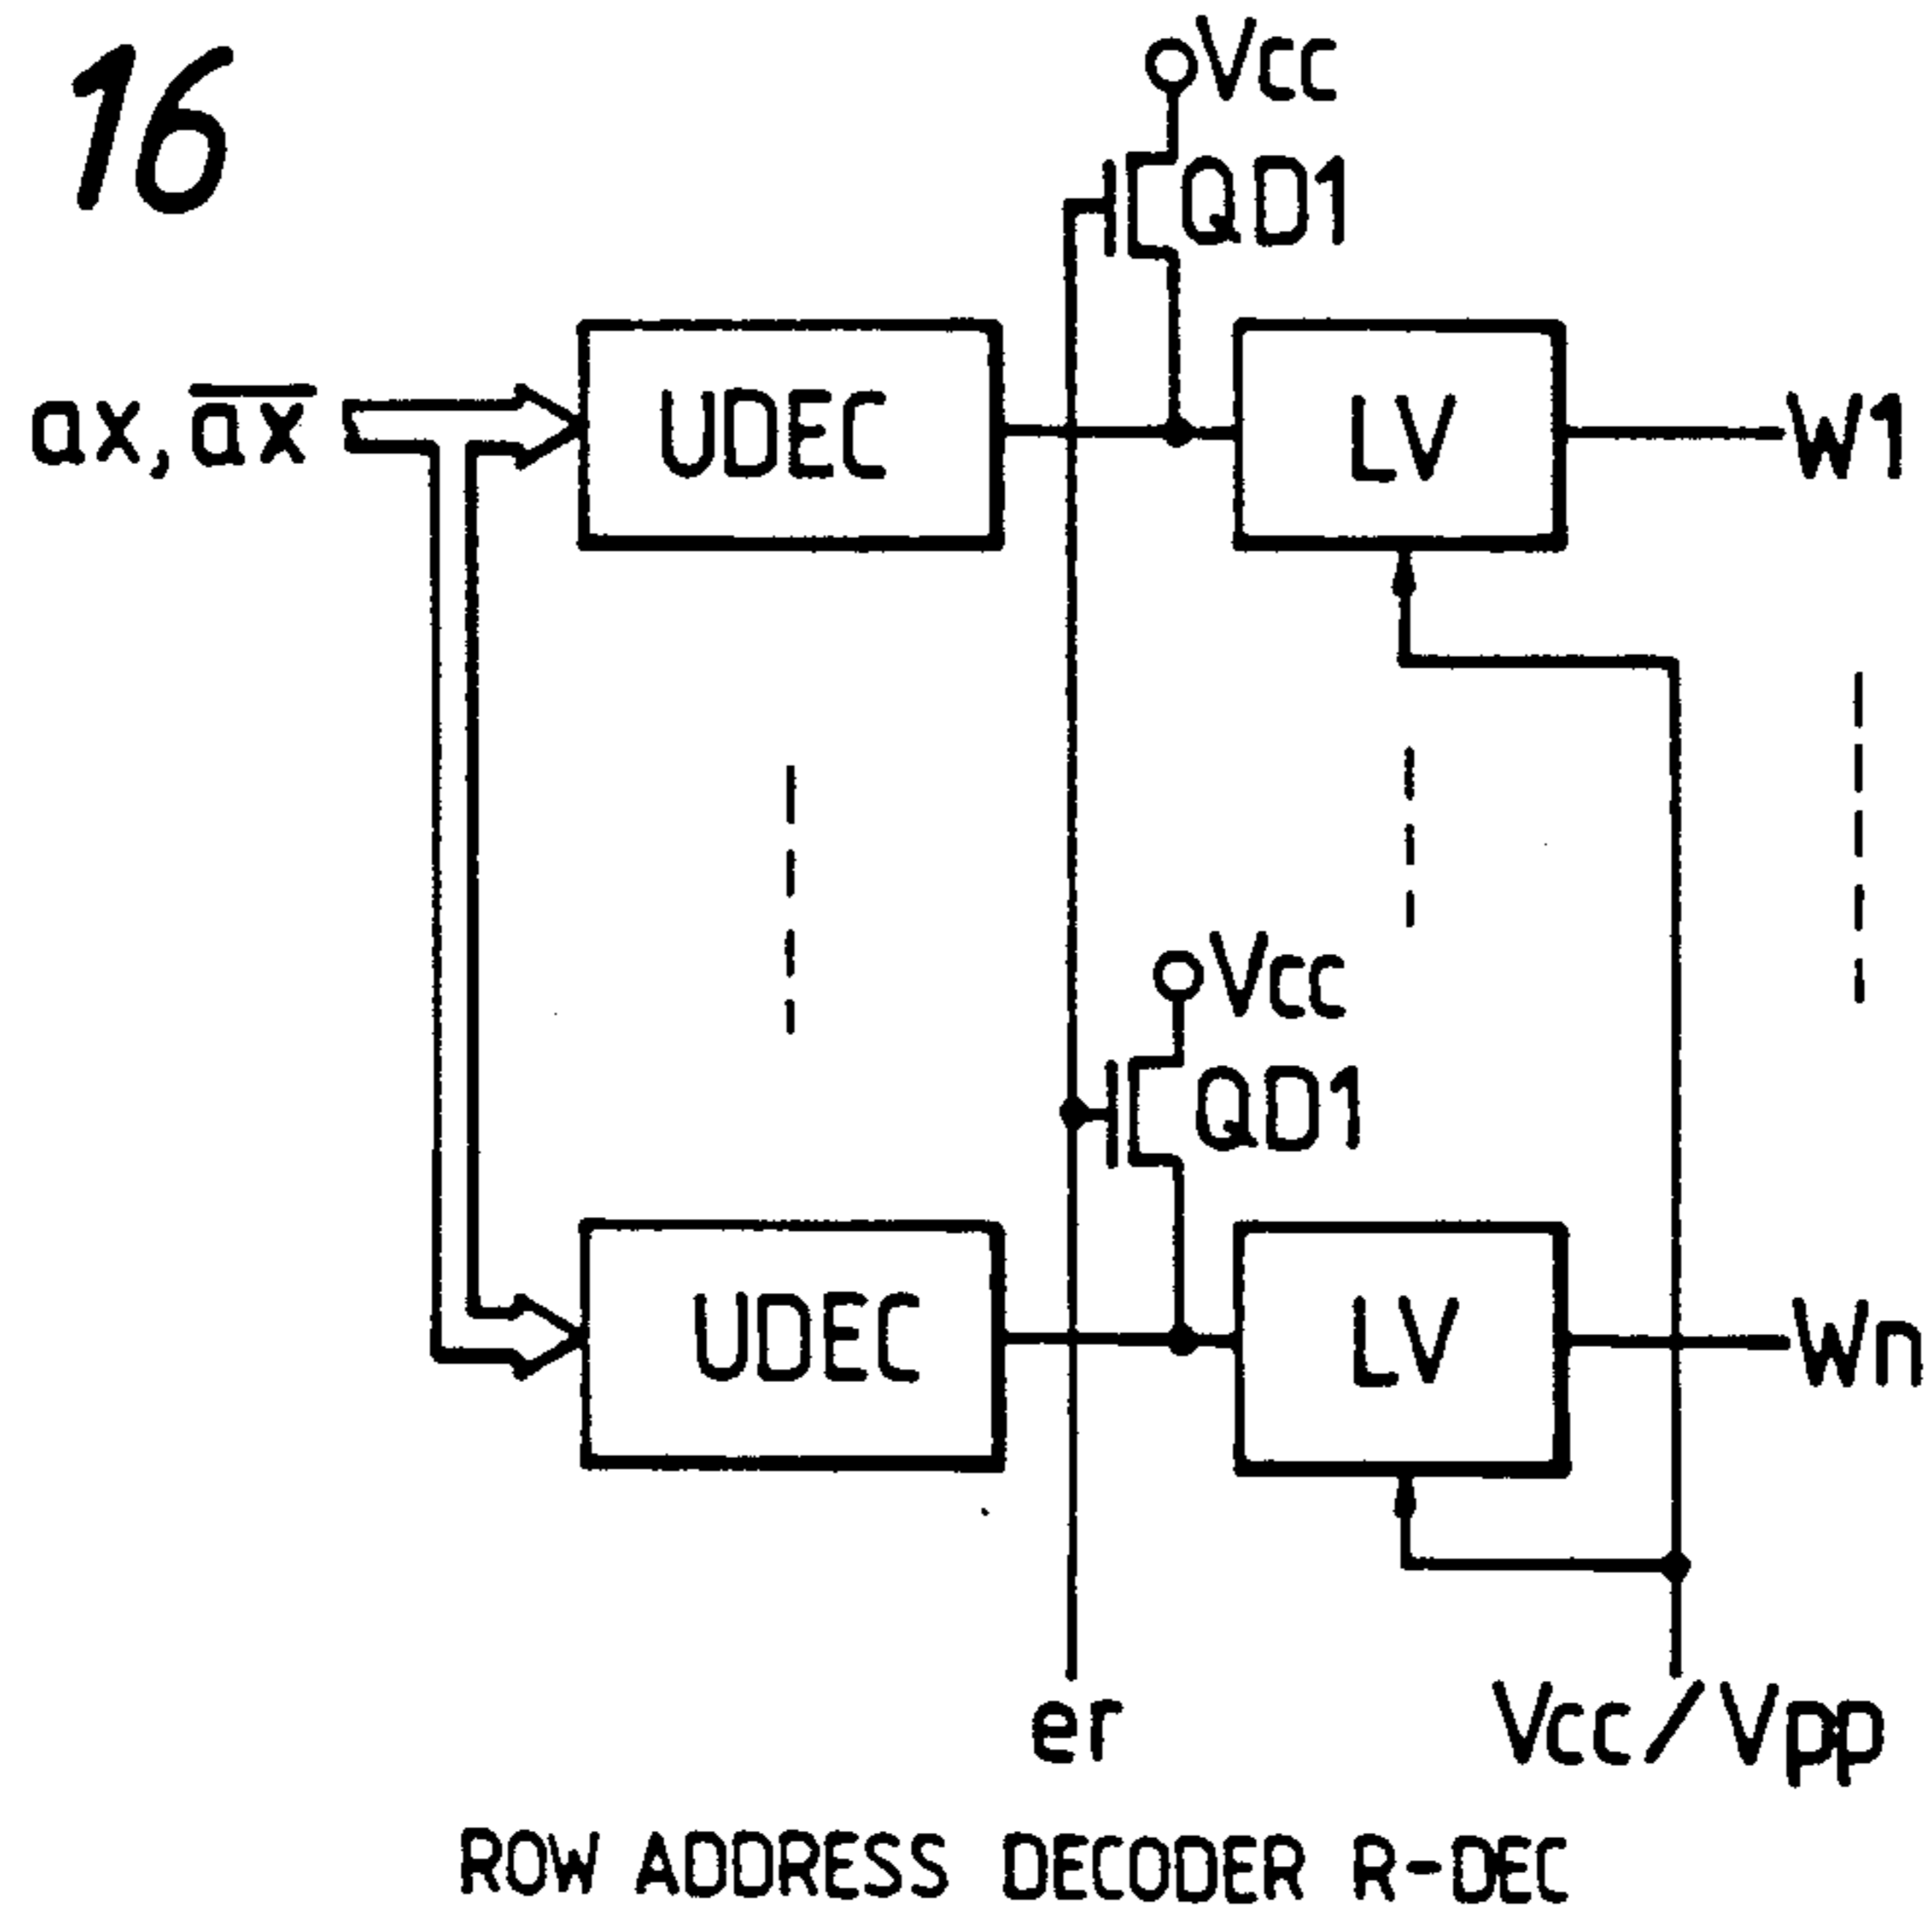 16
Vcc
QD1
ax, a̅x̅
UDEC
LV
W1
Vcc
QD1
UDEC
LV
Wn
er
Vcc/Vpp
ROW ADDRESS DECODER R-DEC